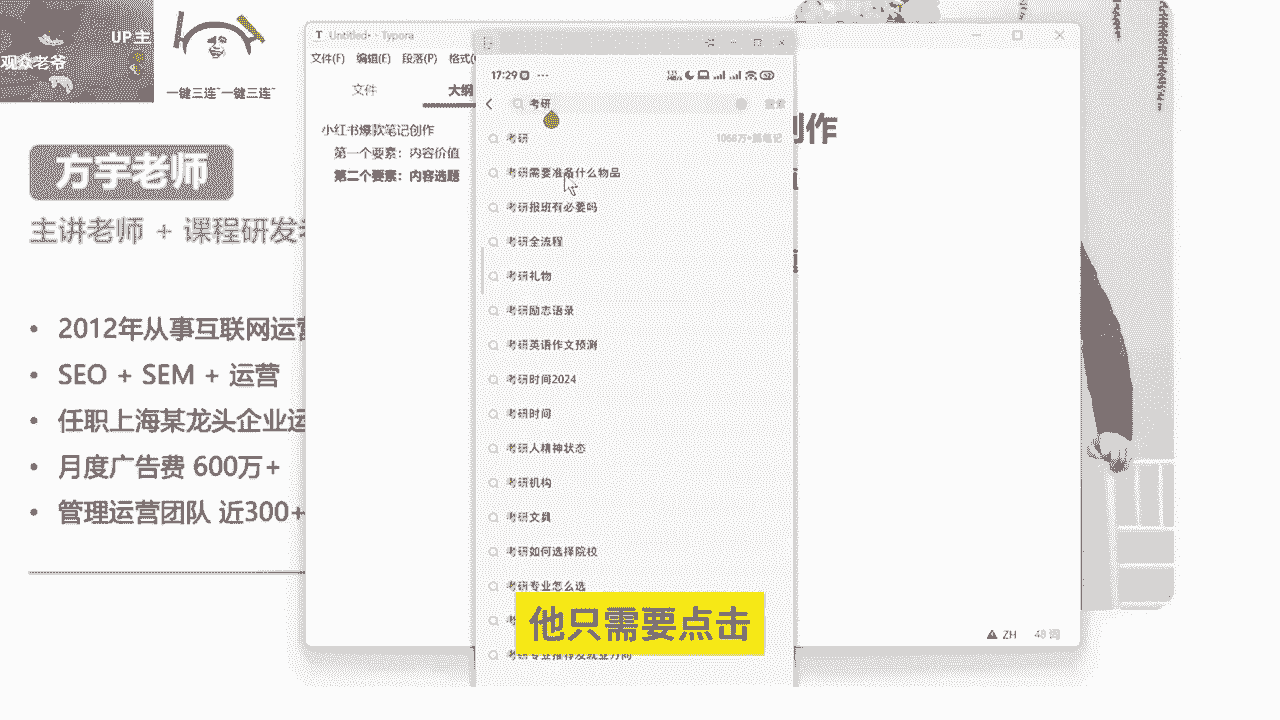 UP主
观众老爷
一键三连~一键三连~
方宇老师
主讲老师 + 课程研发老
• 2012年从事互联网运营
• SEO + SEM + 运营
• 任职上海某龙头企业运
• 月度广告费 600万+
• 管理运营团队 近300+
Untitled• - Typora
文件(F) 编辑(E) 段落(P) 格式(
文件 大纲
小红书爆款笔记创作
第一个要素：内容价值
第二个要素：内容选题
创作
17:29
考研 搜索
考研 1068万+篇笔记
考研需要准备什么物品
考研报班有必要吗
考研全流程
考研礼物
考研励志语录
考研英语作文预测
考研时间2024
考研时间
考研人精神状态
考研机构
考研文具
考研如何选择院校
考研专业怎么选
考研专业推荐及就业方向
他只需要点击
ZH 48 词